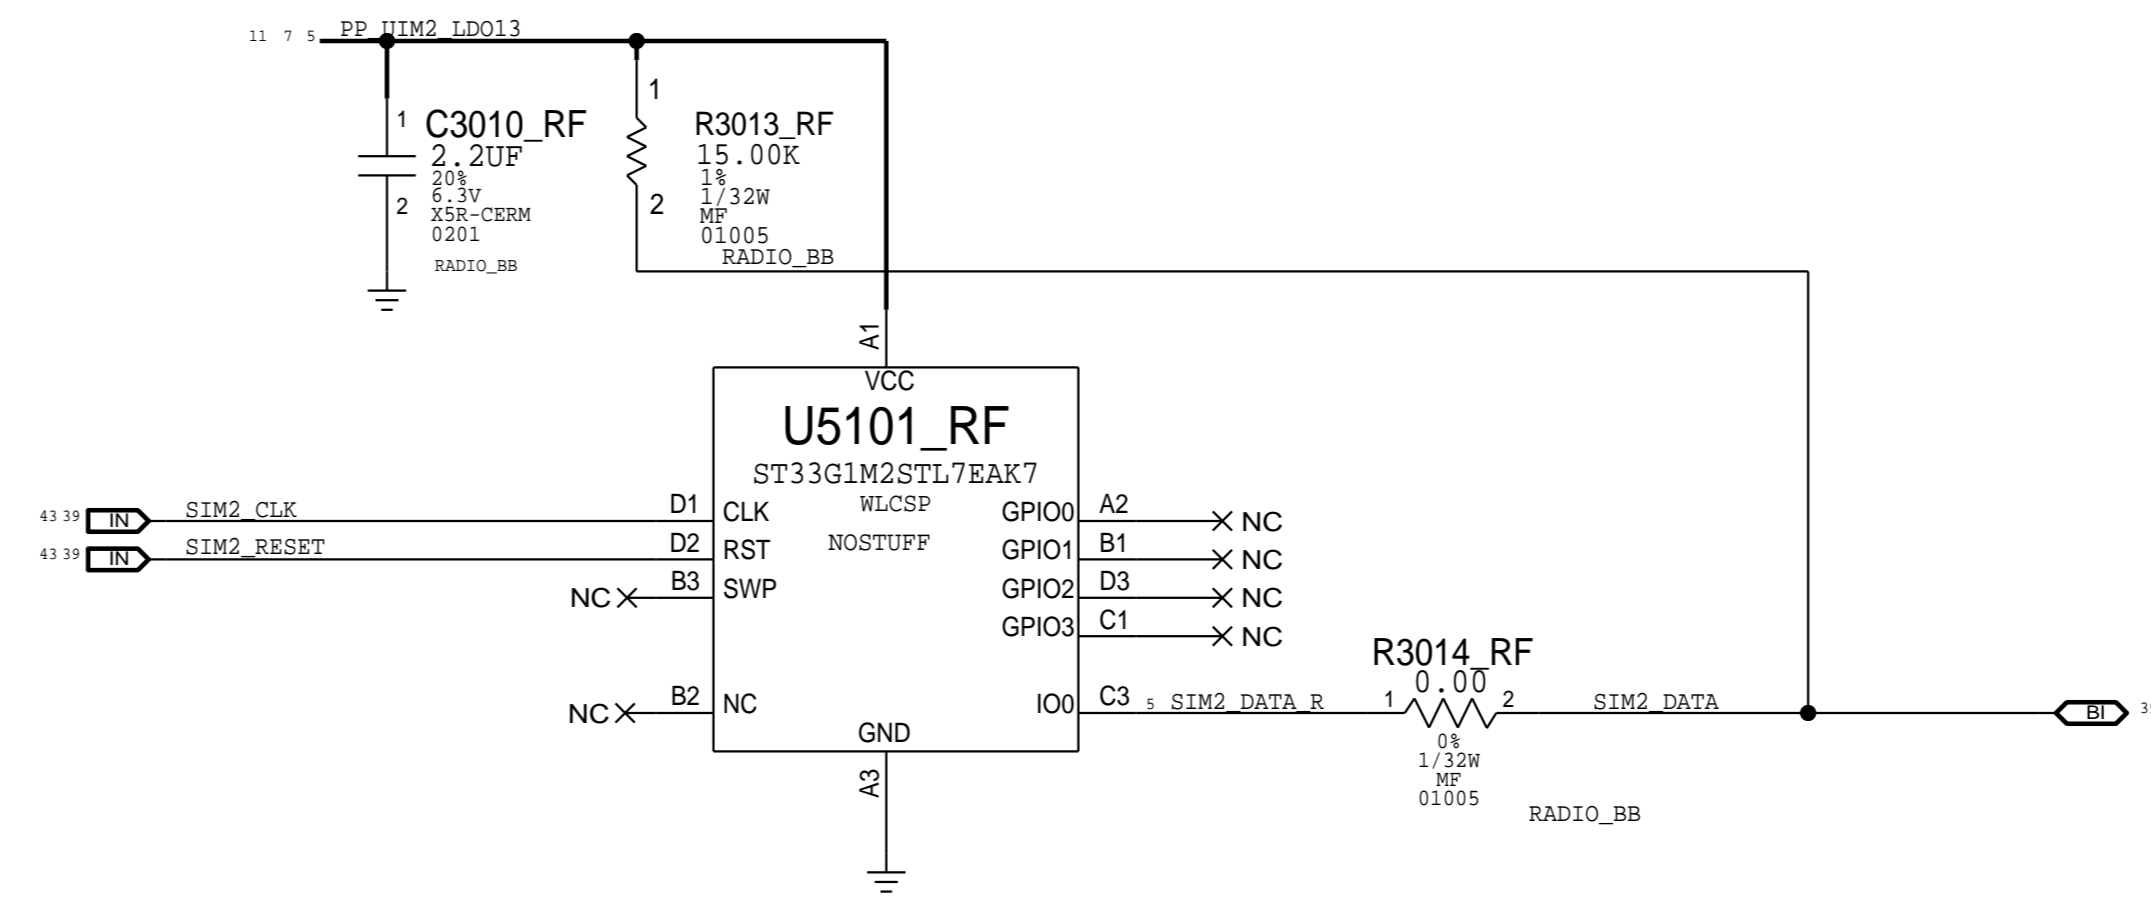 11 7 5 PP_UIM2_LDO13
1
C3010_RF
2.2UF
20%
6.3V
X5R-CERM
0201
RADIO_BB
2
1
R3013_RF
15.00K
1%
1/32W
MF
01005
RADIO_BB
2
A1
VCC
U5101_RF
ST33G1M2STL7EAK7
WLCSP
NOSTUFF
43 39 IN SIM2_CLK D1 CLK
43 39 IN SIM2_RESET D2 RST
NC B3 SWP
NC B2 NC
GPIO0 A2 NC
GPIO1 B1 NC
GPIO2 D3 NC
GPIO3 C1 NC
IO0 C3 5 SIM2_DATA_R 1
R3014_RF
0.00
2 SIM2_DATA BI
0%
1/32W
MF
01005
RADIO_BB
GND
A3